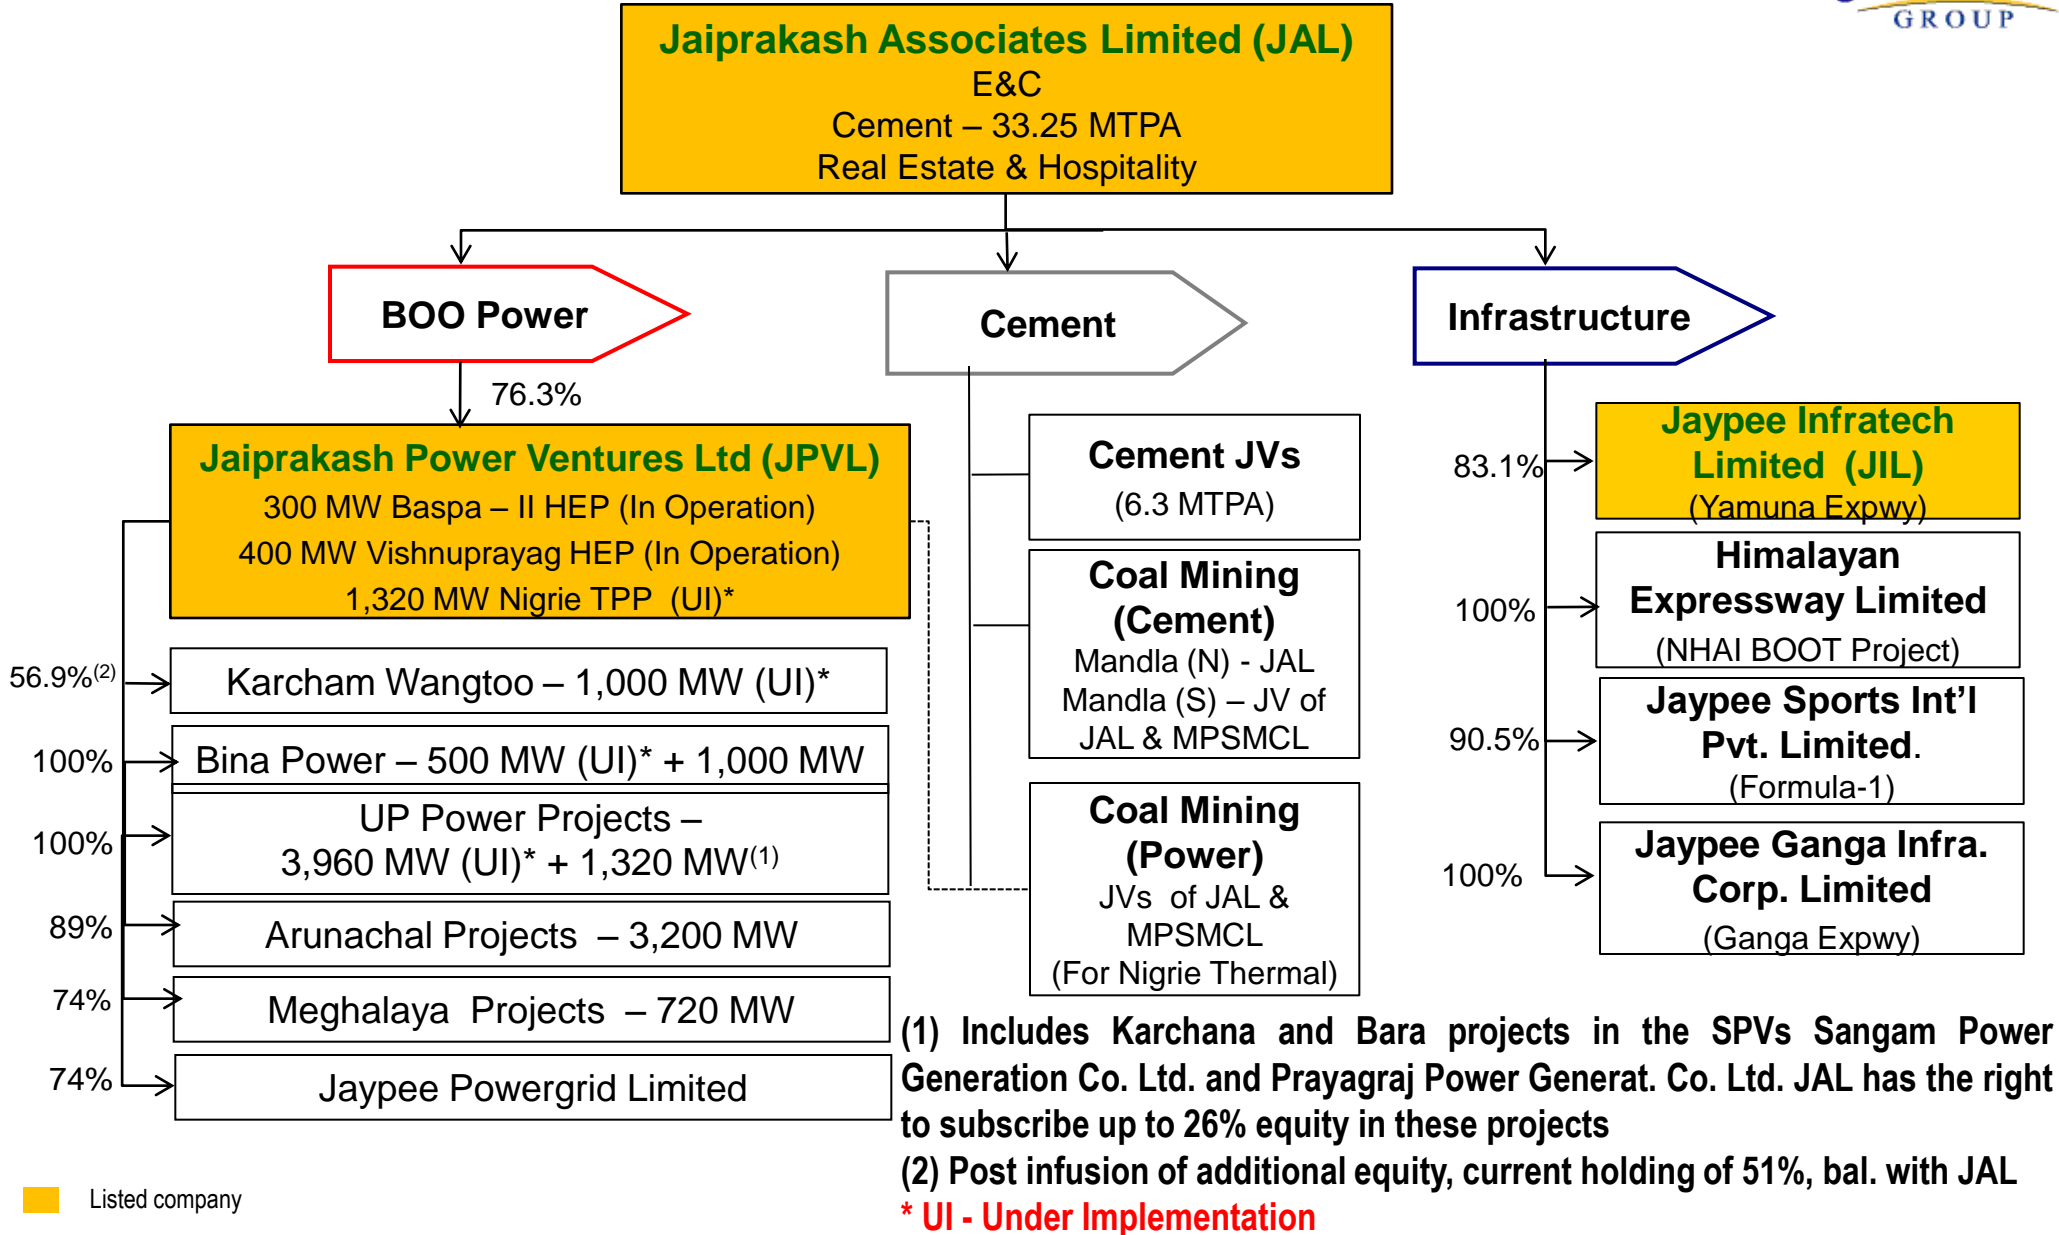 GROUP
Jaiprakash Associates Limited (JAL)
E&C
Cement – 33.25 MTPA
Real Estate & Hospitality
BOO Power
Cement
Infrastructure
76.3%
Jaiprakash Power Ventures Ltd (JPVL)
300 MW Baspa – II HEP (In Operation)
400 MW Vishnuprayag HEP (In Operation)
1,320 MW Nigrie TPP (UI)*
56.9%(2)
Karcham Wangtoo – 1,000 MW (UI)*
100%
Bina Power – 500 MW (UI)* + 1,000 MW
100%
UP Power Projects –
3,960 MW (UI)* + 1,320 MW(1)
89%
Arunachal Projects – 3,200 MW
74%
Meghalaya Projects – 720 MW
74%
Jaypee Powergrid Limited
Cement JVs
(6.3 MTPA)
Coal Mining
(Cement)
Mandla (N) - JAL
Mandla (S) – JV of
JAL & MPSMCL
Coal Mining
(Power)
JVs of JAL &
MPSMCL
(For Nigrie Thermal)
83.1%
Jaypee Infratech
Limited (JIL)
(Yamuna Expwy)
100%
Himalayan
Expressway Limited
(NHAI BOOT Project)
90.5%
Jaypee Sports Int'l
Pvt. Limited.
(Formula-1)
100%
Jaypee Ganga Infra.
Corp. Limited
(Ganga Expwy)
(1) Includes Karchana and Bara projects in the SPVs Sangam Power
Generation Co. Ltd. and Prayagraj Power Generat. Co. Ltd. JAL has the right
to subscribe up to 26% equity in these projects
(2) Post infusion of additional equity, current holding of 51%, bal. with JAL
* UI - Under Implementation
Listed company